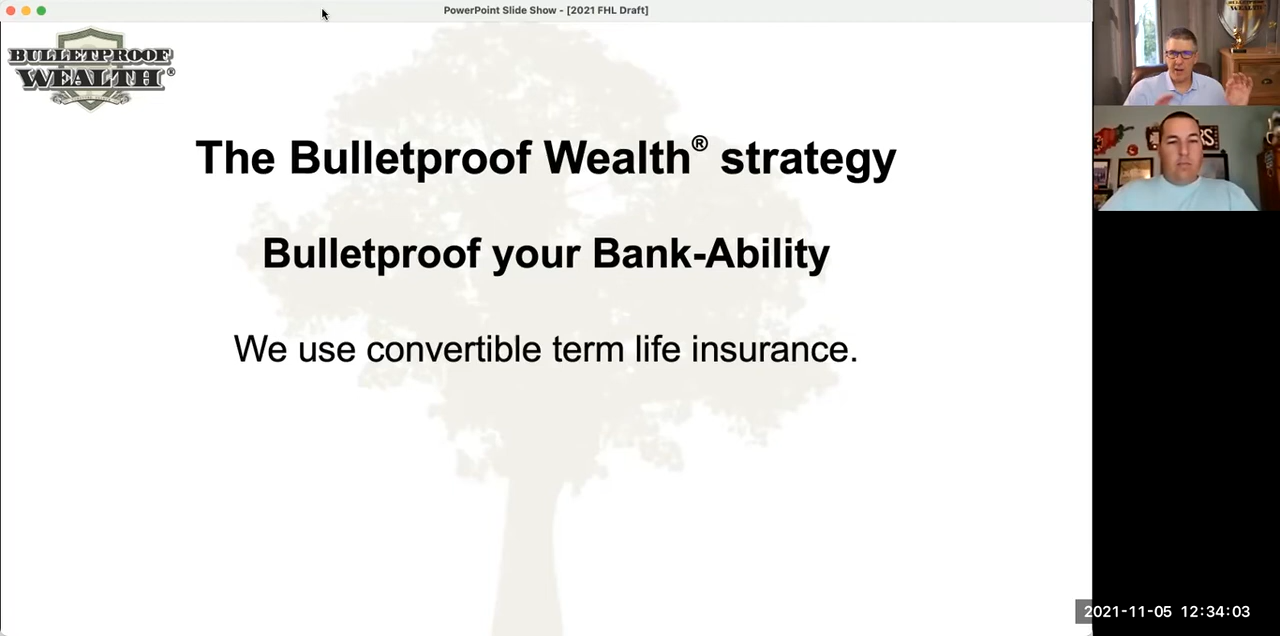 PowerPoint Slide Show - [2021 FHL Draft]
BULLETPROOF
WEALTH®
The Bulletproof Wealth® strategy
Bulletproof your Bank-Ability
We use convertible term life insurance.
2021-11-05 12:34:03